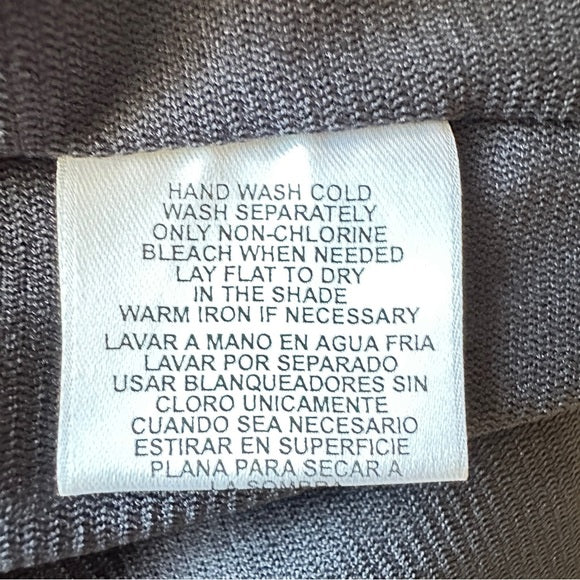 HAND WASH COLD
WASH SEPARATELY
ONLY NON-CHLORINE
BLEACH WHEN NEEDED
LAY FLAT TO DRY
IN THE SHADE
WARM IRON IF NECESSARY
LAVAR A MANO EN AGUA FRIA
LAVAR POR SEPARADO
USAR BLANQUEADORES SIN
CLORO UNICAMENTE
CUANDO SEA NECESARIO
ESTIRAR EN SUPERFICIE
PLANA PARA SECAR A
LA SOMBRA